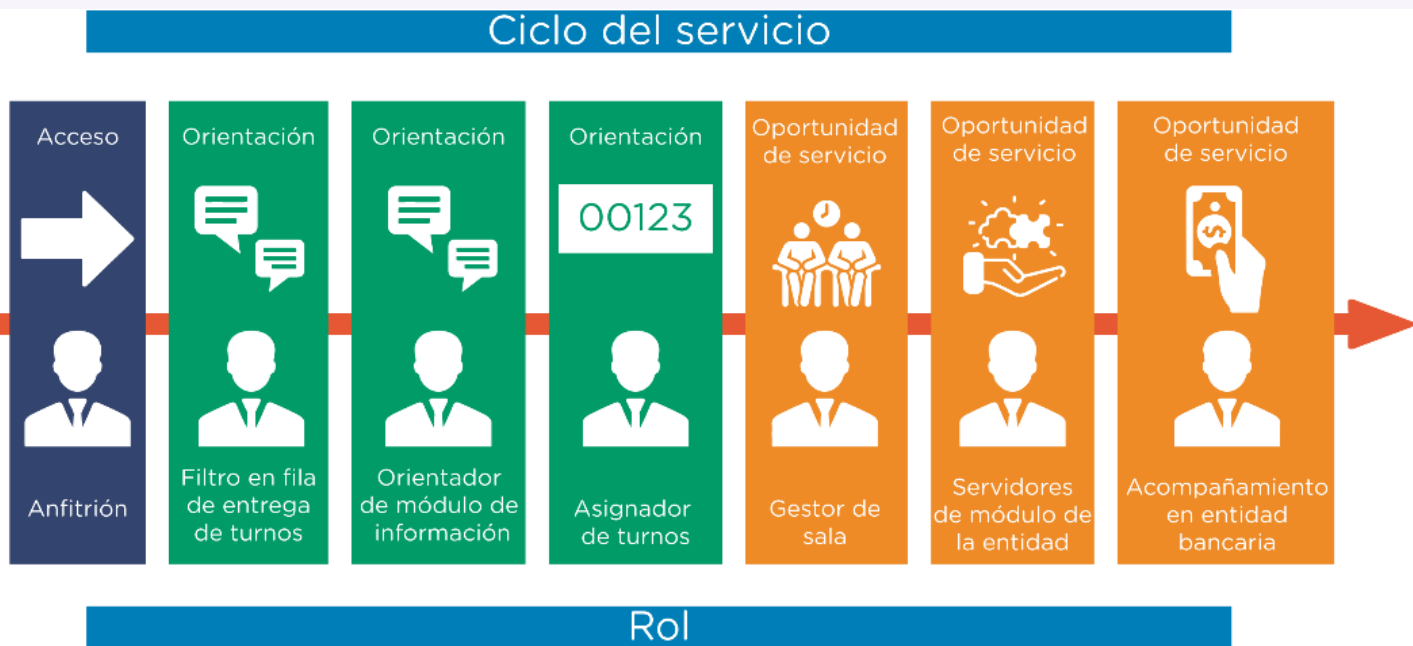 Ciclo del servicio
Acceso
Anfitrión
Orientación
Filtro en fila
de entrega
de turnos
Orientación
Orientador
de módulo de
información
Orientación
00123
Asignador
de turnos
Oportunidad
de servicio
Gestor de
sala
Oportunidad
de servicio
Servidores
de módulo de
la entidad
Oportunidad
de servicio
$
Acompañamiento
en entidad
bancaria
Rol